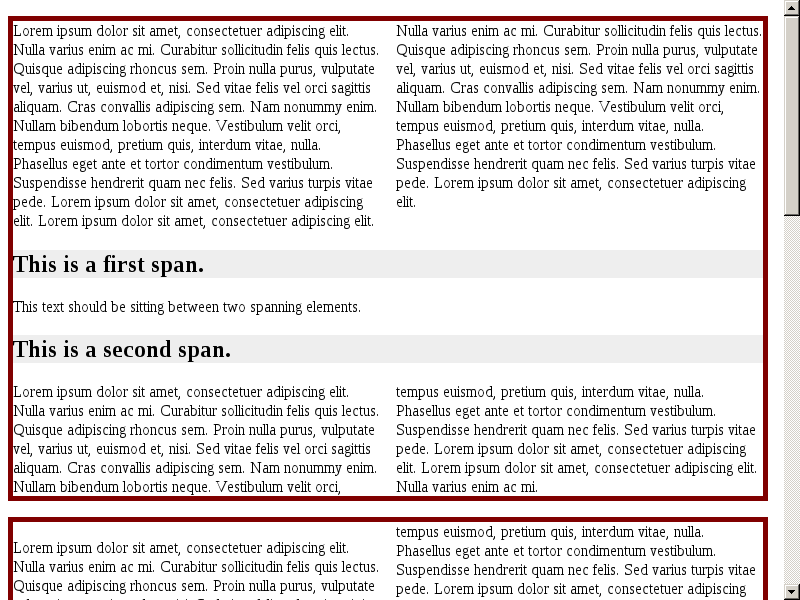 Lorem ipsum dolor sit amet, consectetuer adipiscing elit.
Nulla varius enim ac mi. Curabitur sollicitudin felis quis lectus.
Quisque adipiscing rhoncus sem. Proin nulla purus, vulputate
vel, varius ut, euismod et, nisi. Sed vitae felis vel orci sagittis
aliquam. Cras convallis adipiscing sem. Nam nonummy enim.
Nullam bibendum lobortis neque. Vestibulum velit orci,
tempus euismod, pretium quis, interdum vitae, nulla.
Phasellus eget ante et tortor condimentum vestibulum.
Suspendisse hendrerit quam nec felis. Sed varius turpis vitae
pede. Lorem ipsum dolor sit amet, consectetuer adipiscing
elit. Lorem ipsum dolor sit amet, consectetuer adipiscing elit.
Nulla varius enim ac mi. Curabitur sollicitudin felis quis lectus.
Quisque adipiscing rhoncus sem. Proin nulla purus, vulputate
vel, varius ut, euismod et, nisi. Sed vitae felis vel orci sagittis
aliquam. Cras convallis adipiscing sem. Nam nonummy enim.
Nullam bibendum lobortis neque. Vestibulum velit orci,
tempus euismod, pretium quis, interdum vitae, nulla.
Phasellus eget ante et tortor condimentum vestibulum.
Suspendisse hendrerit quam nec felis. Sed varius turpis vitae
pede. Lorem ipsum dolor sit amet, consectetuer adipiscing
elit.
This is a first span.
This text should be sitting between two spanning elements.
This is a second span.
Lorem ipsum dolor sit amet, consectetuer adipiscing elit.
Nulla varius enim ac mi. Curabitur sollicitudin felis quis lectus.
Quisque adipiscing rhoncus sem. Proin nulla purus, vulputate
vel, varius ut, euismod et, nisi. Sed vitae felis vel orci sagittis
aliquam. Cras convallis adipiscing sem. Nam nonummy enim.
Nullam bibendum lobortis neque. Vestibulum velit orci,
tempus euismod, pretium quis, interdum vitae, nulla.
Phasellus eget ante et tortor condimentum vestibulum.
Suspendisse hendrerit quam nec felis. Sed varius turpis vitae
pede. Lorem ipsum dolor sit amet, consectetuer adipiscing
elit. Lorem ipsum dolor sit amet, consectetuer adipiscing elit.
Nulla varius enim ac mi.
Lorem ipsum dolor sit amet, consectetuer adipiscing elit.
Nulla varius enim ac mi. Curabitur sollicitudin felis quis lectus.
Quisque adipiscing rhoncus sem. Proin nulla purus, vulputate
tempus euismod, pretium quis, interdum vitae, nulla.
Phasellus eget ante et tortor condimentum vestibulum.
Suspendisse hendrerit quam nec felis. Sed varius turpis vitae
pede. Lorem ipsum dolor sit amet, consectetuer adipiscing